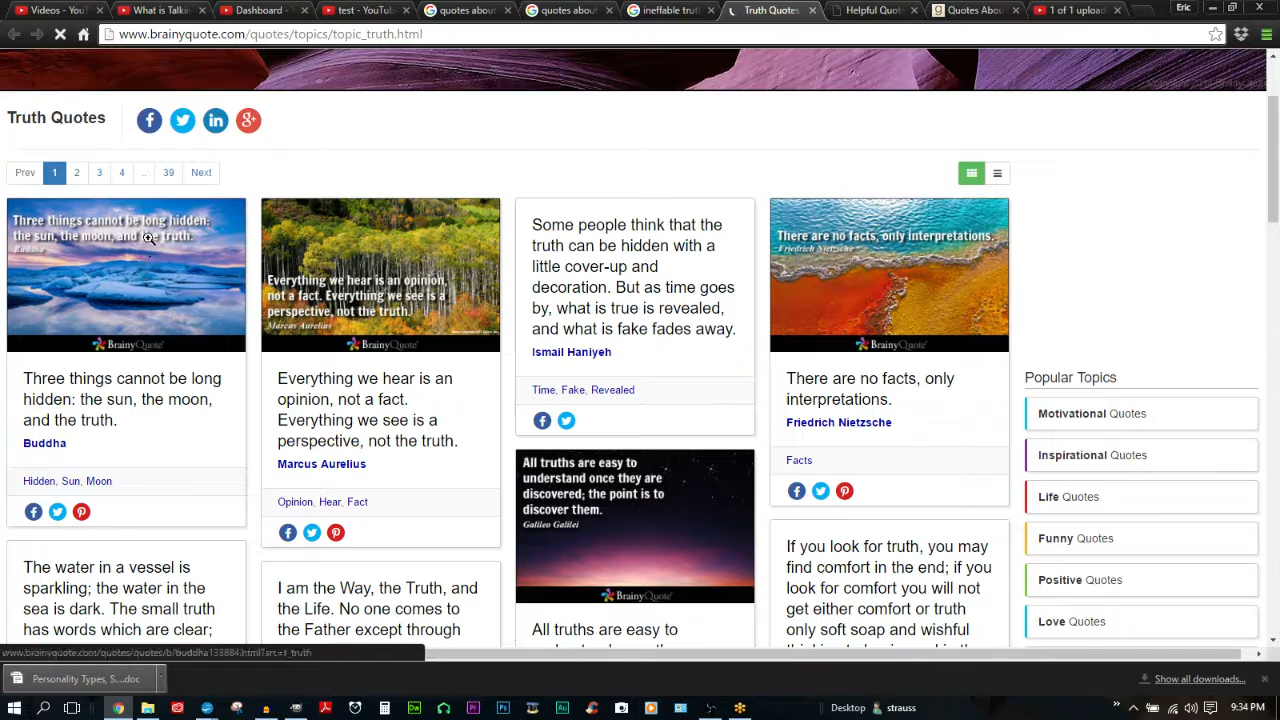 Videos - YouT
What is Talkin
Dashboard -
test - YouTub
quotes about
quotes about
ineffable truth
Truth Quotes
Helpful Quot
Quotes Abou
1 of 1 upload
Eric
www.brainyquote.com/quotes/topics/topic_truth.html
Truth Quotes
Prev 1 2 3 4 .. 39 Next
Three things cannot be long hidden:
the sun, the moon, and the truth.
Buddha
BrainyQuote
Three things cannot be long
hidden: the sun, the moon,
and the truth.
Buddha
Hidden, Sun, Moon
The water in a vessel is
sparkling; the water in the
sea is dark. The small truth
has words which are clear;
Everything we hear is an opinion,
not a fact. Everything we see is a
perspective, not the truth.
Marcus Aurelius
BrainyQuote
Everything we hear is an
opinion, not a fact.
Everything we see is a
perspective, not the truth.
Marcus Aurelius
Opinion, Hear, Fact
I am the Way, the Truth, and
the Life. No one comes to
the Father except through
Some people think that the
truth can be hidden with a
little cover-up and
decoration. But as time goes
by, what is true is revealed,
and what is fake fades away.
Ismail Haniyeh
Time, Fake, Revealed
All truths are easy to
understand once they are
discovered; the point is to
discover them.
Galileo Galilei
BrainyQuote
All truths are easy to
There are no facts, only interpretations.
Friedrich Nietzsche
BrainyQuote
There are no facts, only
interpretations.
Friedrich Nietzsche
Facts
If you look for truth, you may
find comfort in the end; if you
look for comfort you will not
get either comfort or truth
only soft soap and wishful
Popular Topics
Motivational Quotes
Inspirational Quotes
Life Quotes
Funny Quotes
Positive Quotes
Love Quotes
www.brainyquote.com/quotes/quotes/b/buddha133884.html?src=t_truth
Personality Types, S....doc
Show all downloads...
Desktop
strauss
9:34 PM